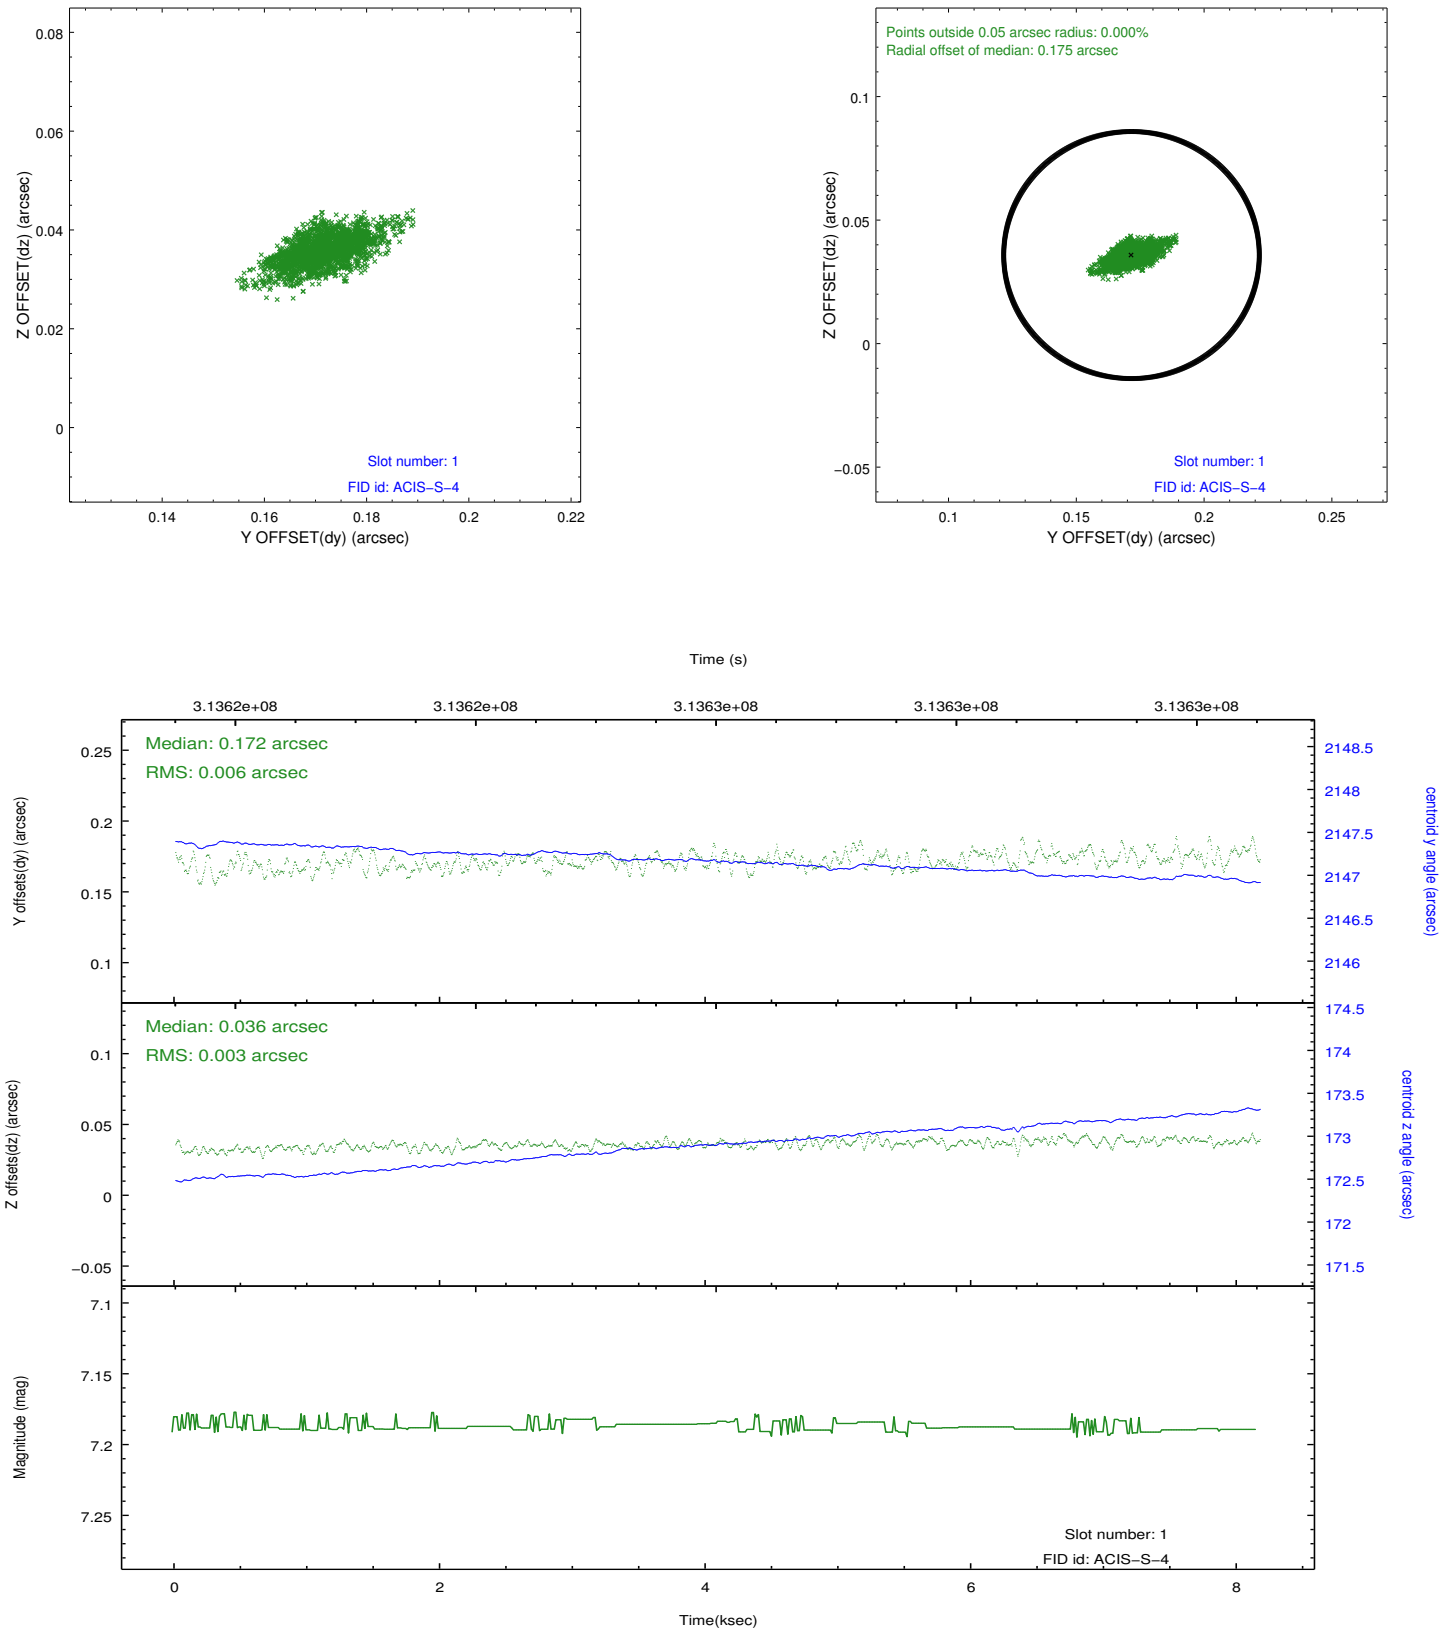 0.08
0.06
0.04
0.02
0
Z OFFSET(dz) (arcsec)
Slot number: 1
FID id: ACIS−S−4
0.14 0.16 0.18 0.2 0.22
Y OFFSET(dy) (arcsec)
Points outside 0.05 arcsec radius: 0.000%
Radial offset of median: 0.175 arcsec
0.1
0.05
0
−0.05
Z OFFSET(dz) (arcsec)
Slot number: 1
FID id: ACIS−S−4
0.1 0.15 0.2 0.25
Y OFFSET(dy) (arcsec)
Time (s)
3.1362e+08 3.1362e+08 3.1363e+08 3.1363e+08 3.1363e+08
Median: 0.172 arcsec
RMS: 0.006 arcsec
0.25
0.2
0.15
0.1
Y offsets(dy) (arcsec)
2148.5
2148
2147.5
2147
2146.5
2146
centroid y angle (arcsec)
Median: 0.036 arcsec
RMS: 0.003 arcsec
0.1
0.05
0
−0.05
Z offsets(dz) (arcsec)
174.5
174
173.5
173
172.5
172
171.5
centroid z angle (arcsec)
7.1
7.15
7.2
7.25
Magnitude (mag)
Slot number: 1
FID id: ACIS−S−4
0 2 4 6 8
Time(ksec)